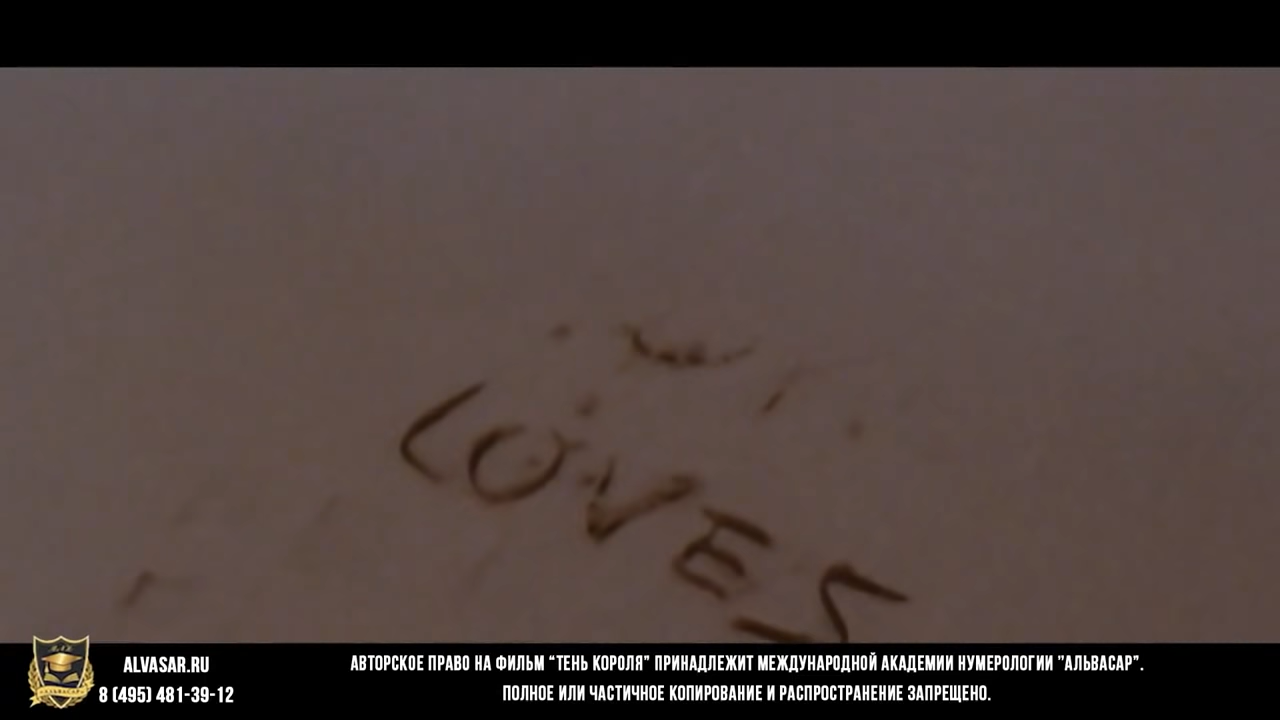 LOVES
ALVASAR.RU
8 (495) 481-39-12
АВТОРСКОЕ ПРАВО НА ФИЛЬМ “ТЕНЬ КОРОЛЯ” ПРИНАДЛЕЖИТ МЕЖДУНАРОДНОЙ АКАДЕМИИ НУМЕРОЛОГИИ "АЛЬВАСАР".
ПОЛНОЕ ИЛИ ЧАСТИЧНОЕ КОПИРОВАНИЕ И РАСПРОСТРАНЕНИЕ ЗАПРЕЩЕНО.